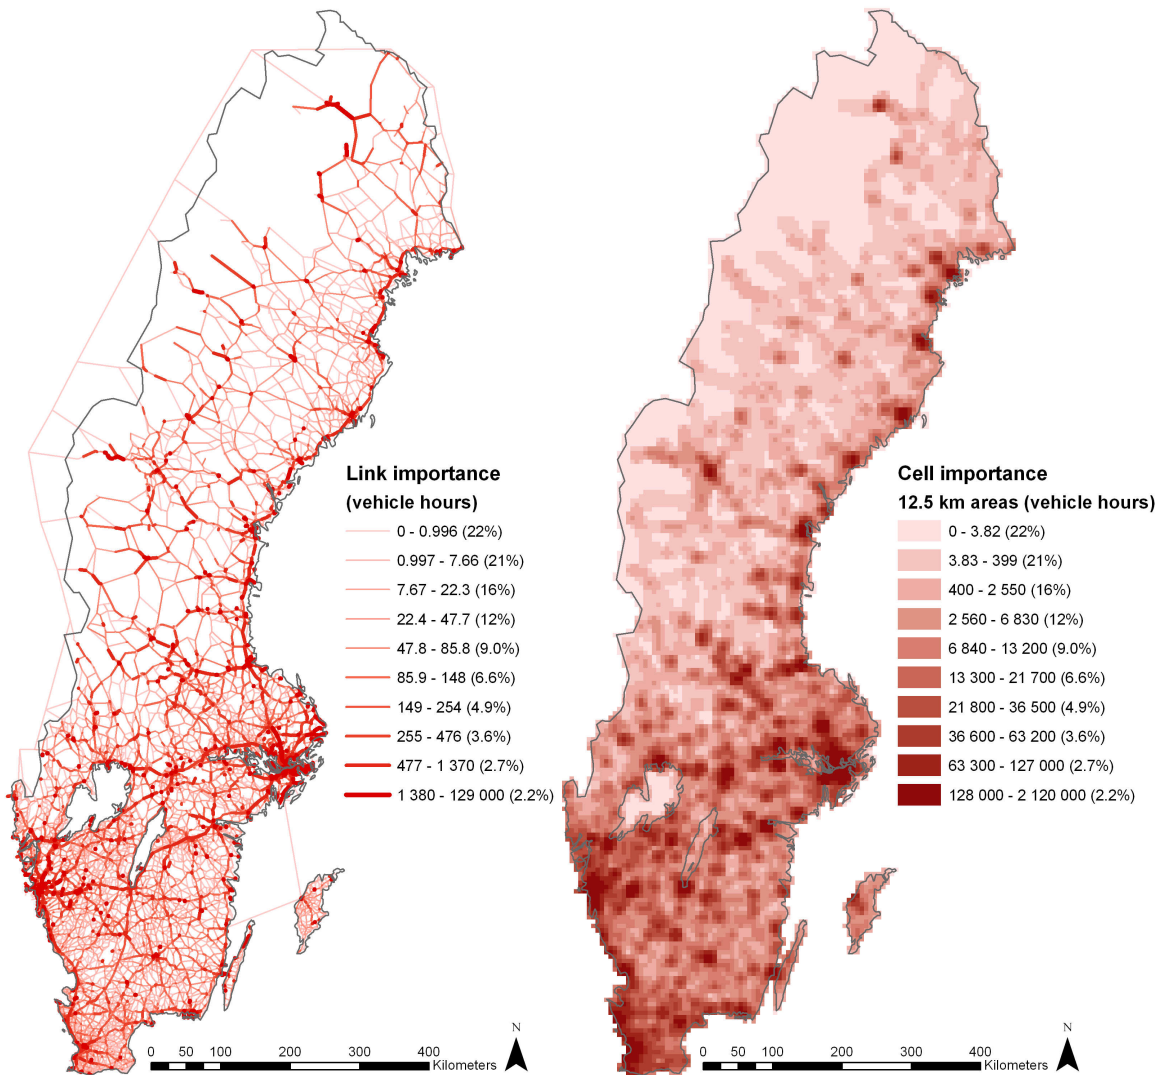 Link importance
(vehicle hours)
0 - 0.996 (22%)
0.997 - 7.66 (21%)
7.67 - 22.3 (16%)
22.4 - 47.7 (12%)
47.8 - 85.8 (9.0%)
85.9 - 148 (6.6%)
149 - 254 (4.9%)
255 - 476 (3.6%)
477 - 1 370 (2.7%)
1 380 - 129 000 (2.2%)
N
0 50 100 200 300 400
Kilometers
Cell importance
12.5 km areas (vehicle hours)
0 - 3.82 (22%)
3.83 - 399 (21%)
400 - 2 550 (16%)
2 560 - 6 830 (12%)
6 840 - 13 200 (9.0%)
13 300 - 21 700 (6.6%)
21 800 - 36 500 (4.9%)
36 600 - 63 200 (3.6%)
63 300 - 127 000 (2.7%)
128 000 - 2 120 000 (2.2%)
N
0 50 100 200 300 400
Kilometers